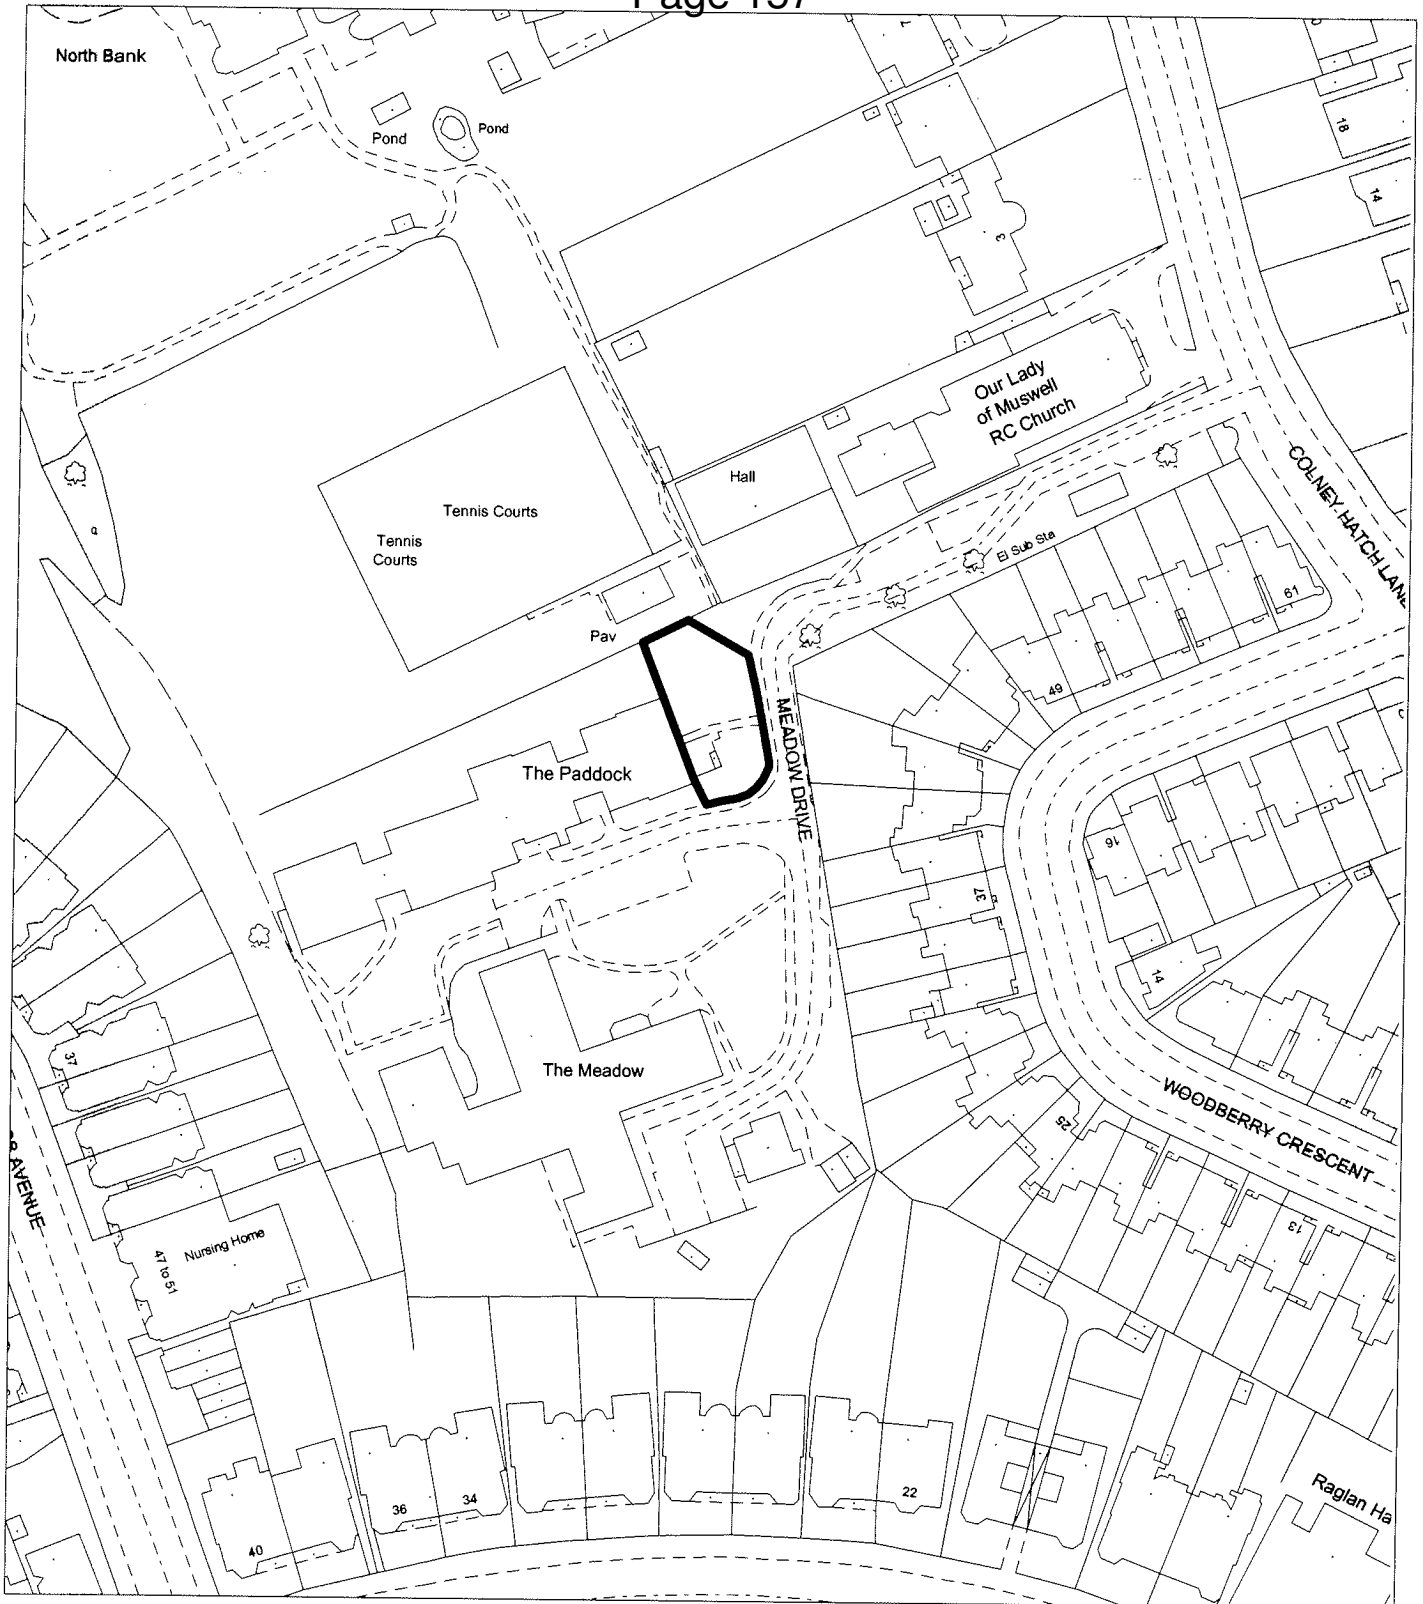 Page 157
North Bank
Pond
Pond
7
18
14
3
Our Lady
of Muswell
RC Church
Hall
COLNEY HATCH LANE
Tennis Courts
Tennis
Courts
El Sub Sta
61
Pav
49
MEADOW DRIVE
The Paddock
16
37
14
The Meadow
37
WOODBERRY CRESCENT
25
AVENUE
13
Nursing Home
47 to 51
Raglan Ha
22
36
34
40